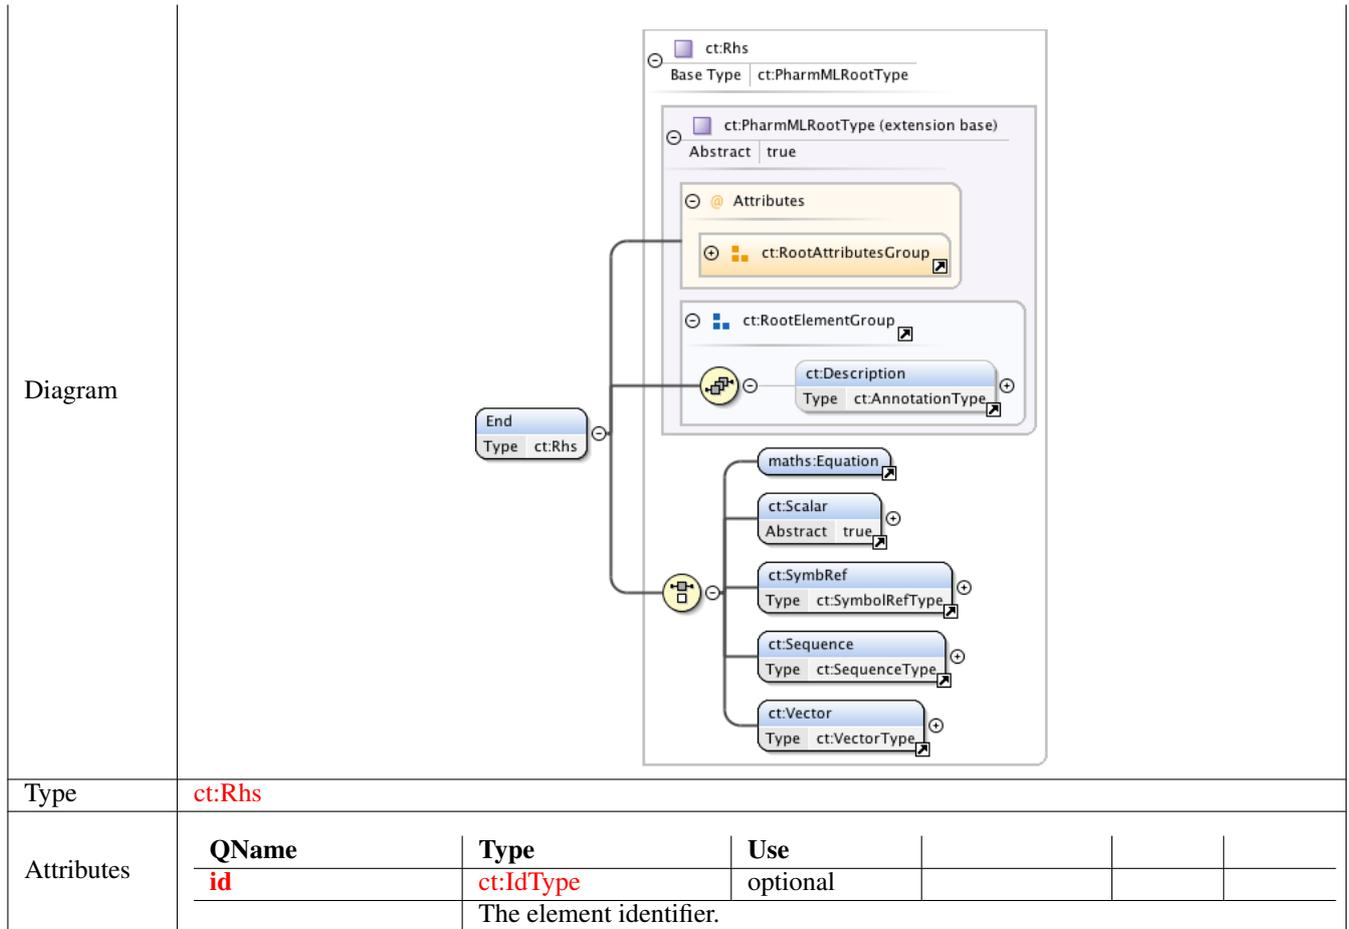 Diagram
ct:Rhs
Base Type ct:PharmMLRootType
ct:PharmMLRootType (extension base)
Abstract true
@ Attributes
ct:RootAttributesGroup
ct:RootElementGroup
ct:Description
Type ct:AnnotationType
End
Type ct:Rhs
maths:Equation
ct:Scalar
Abstract true
ct:SymbRef
Type ct:SymbolRefType
ct:Sequence
Type ct:SequenceType
ct:Vector
Type ct:VectorType
Type ct:Rhs
Attributes
QName Type Use
id ct:IdType optional
The element identifier.